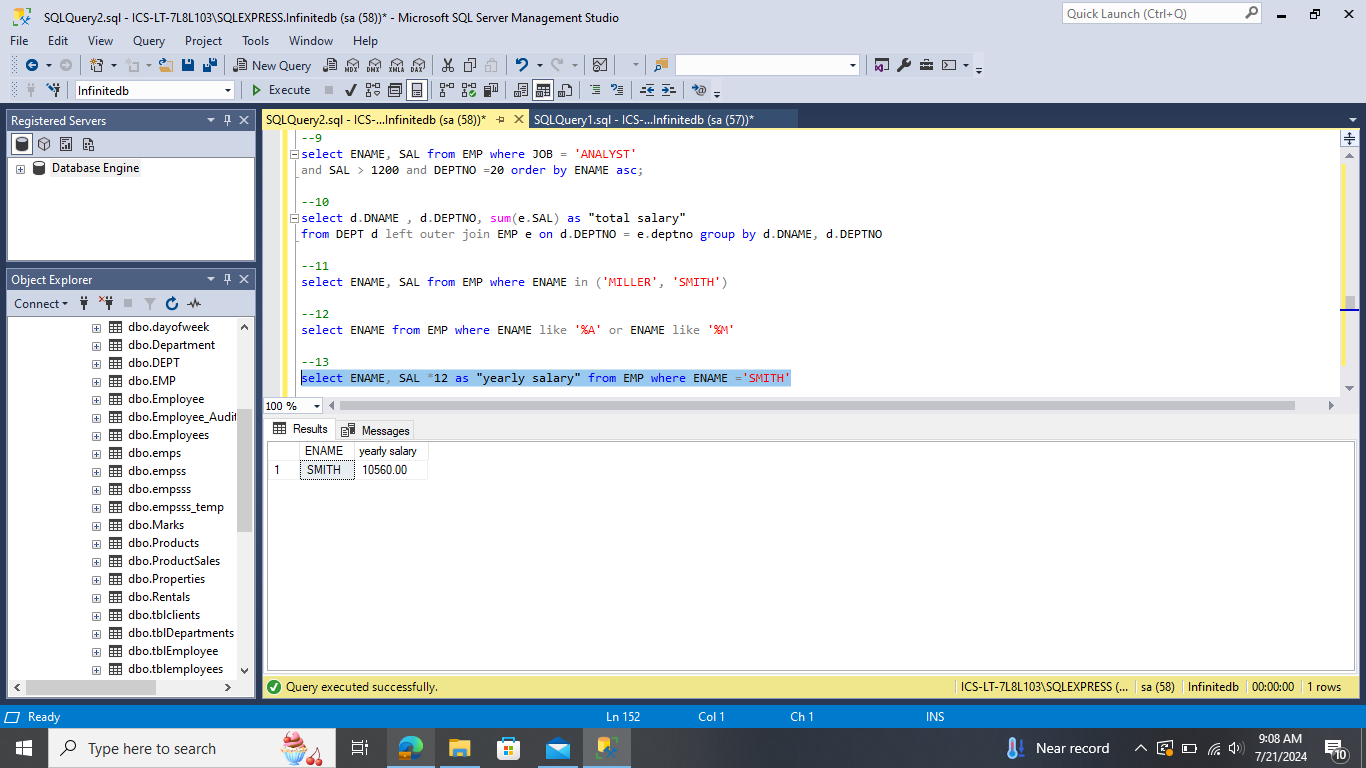 SQLQuery2.sql - ICS-LT-7L8L103\SQLEXPRESS.Infinitedb (sa (58))* - Microsoft SQL Server Management Studio
Quick Launch (Ctrl+Q)
File Edit View Query Project Tools Window Help
New Query
MDX DMX XMLA DAX
Infinitedb
Execute
Registered Servers
Database Engine
Object Explorer
Connect
dbo.dayofweek
dbo.Department
dbo.DEPT
dbo.EMP
dbo.Employee
dbo.Employee_Audit
dbo.Employees
dbo.emps
dbo.empss
dbo.empsss
dbo.empsss_temp
dbo.Marks
dbo.Products
dbo.ProductSales
dbo.Properties
dbo.Rentals
dbo.tblclients
dbo.tblDepartments
dbo.tblEmployee
dbo.tblemployees
SQLQuery2.sql - ICS-...Infinitedb (sa (58))*
SQLQuery1.sql - ICS-...Infinitedb (sa (57))*
--9
select ENAME, SAL from EMP where JOB = 'ANALYST'
and SAL > 1200 and DEPTNO =20 order by ENAME asc;
--10
select d.DNAME , d.DEPTNO, sum(e.SAL) as "total salary"
from DEPT d left outer join EMP e on d.DEPTNO = e.deptno group by d.DNAME, d.DEPTNO
--11
select ENAME, SAL from EMP where ENAME in ('MILLER', 'SMITH')
--12
select ENAME from EMP where ENAME like '%A' or ENAME like '%M'
--13
select ENAME, SAL *12 as "yearly salary" from EMP where ENAME ='SMITH'
100 %
Results Messages
ENAME yearly salary
1 SMITH 10560.00
Query executed successfully.
ICS-LT-7L8L103\SQLEXPRESS (... sa (58) Infinitedb 00:00:00 1 rows
Ready Ln 152 Col 1 Ch 1 INS
Type here to search
Near record
9:08 AM
7/21/2024
10